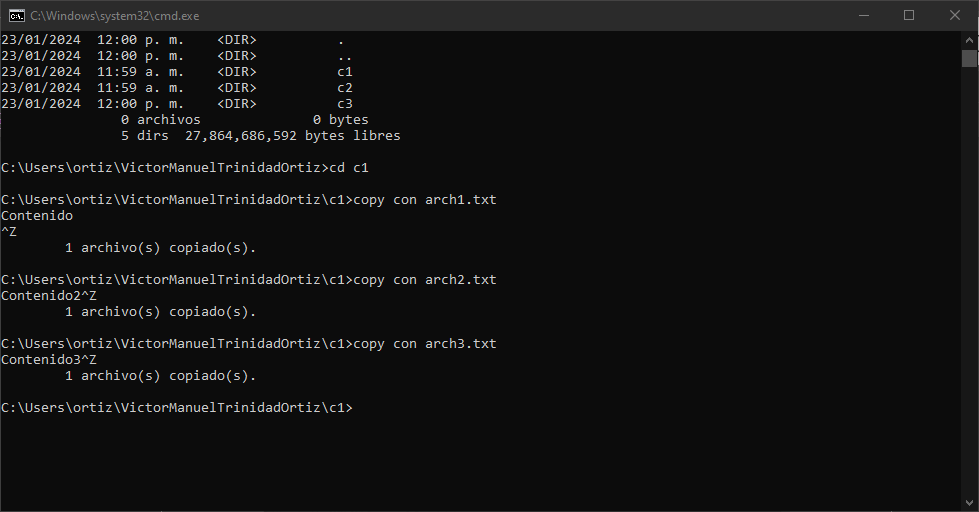 C:\Windows\system32\cmd.exe
23/01/2024  12:00 p. m.    <DIR>          .
23/01/2024  12:00 p. m.    <DIR>          ..
23/01/2024  11:59 a. m.    <DIR>          c1
23/01/2024  11:59 a. m.    <DIR>          c2
23/01/2024  12:00 p. m.    <DIR>          c3
               0 archivos              0 bytes
               5 dirs  27,864,686,592 bytes libres
C:\Users\ortiz\VictorManuelTrinidadOrtiz>cd c1
C:\Users\ortiz\VictorManuelTrinidadOrtiz\c1>copy con arch1.txt
Contenido
^Z
        1 archivo(s) copiado(s).
C:\Users\ortiz\VictorManuelTrinidadOrtiz\c1>copy con arch2.txt
Contenido2^Z
        1 archivo(s) copiado(s).
C:\Users\ortiz\VictorManuelTrinidadOrtiz\c1>copy con arch3.txt
Contenido3^Z
        1 archivo(s) copiado(s).
C:\Users\ortiz\VictorManuelTrinidadOrtiz\c1>